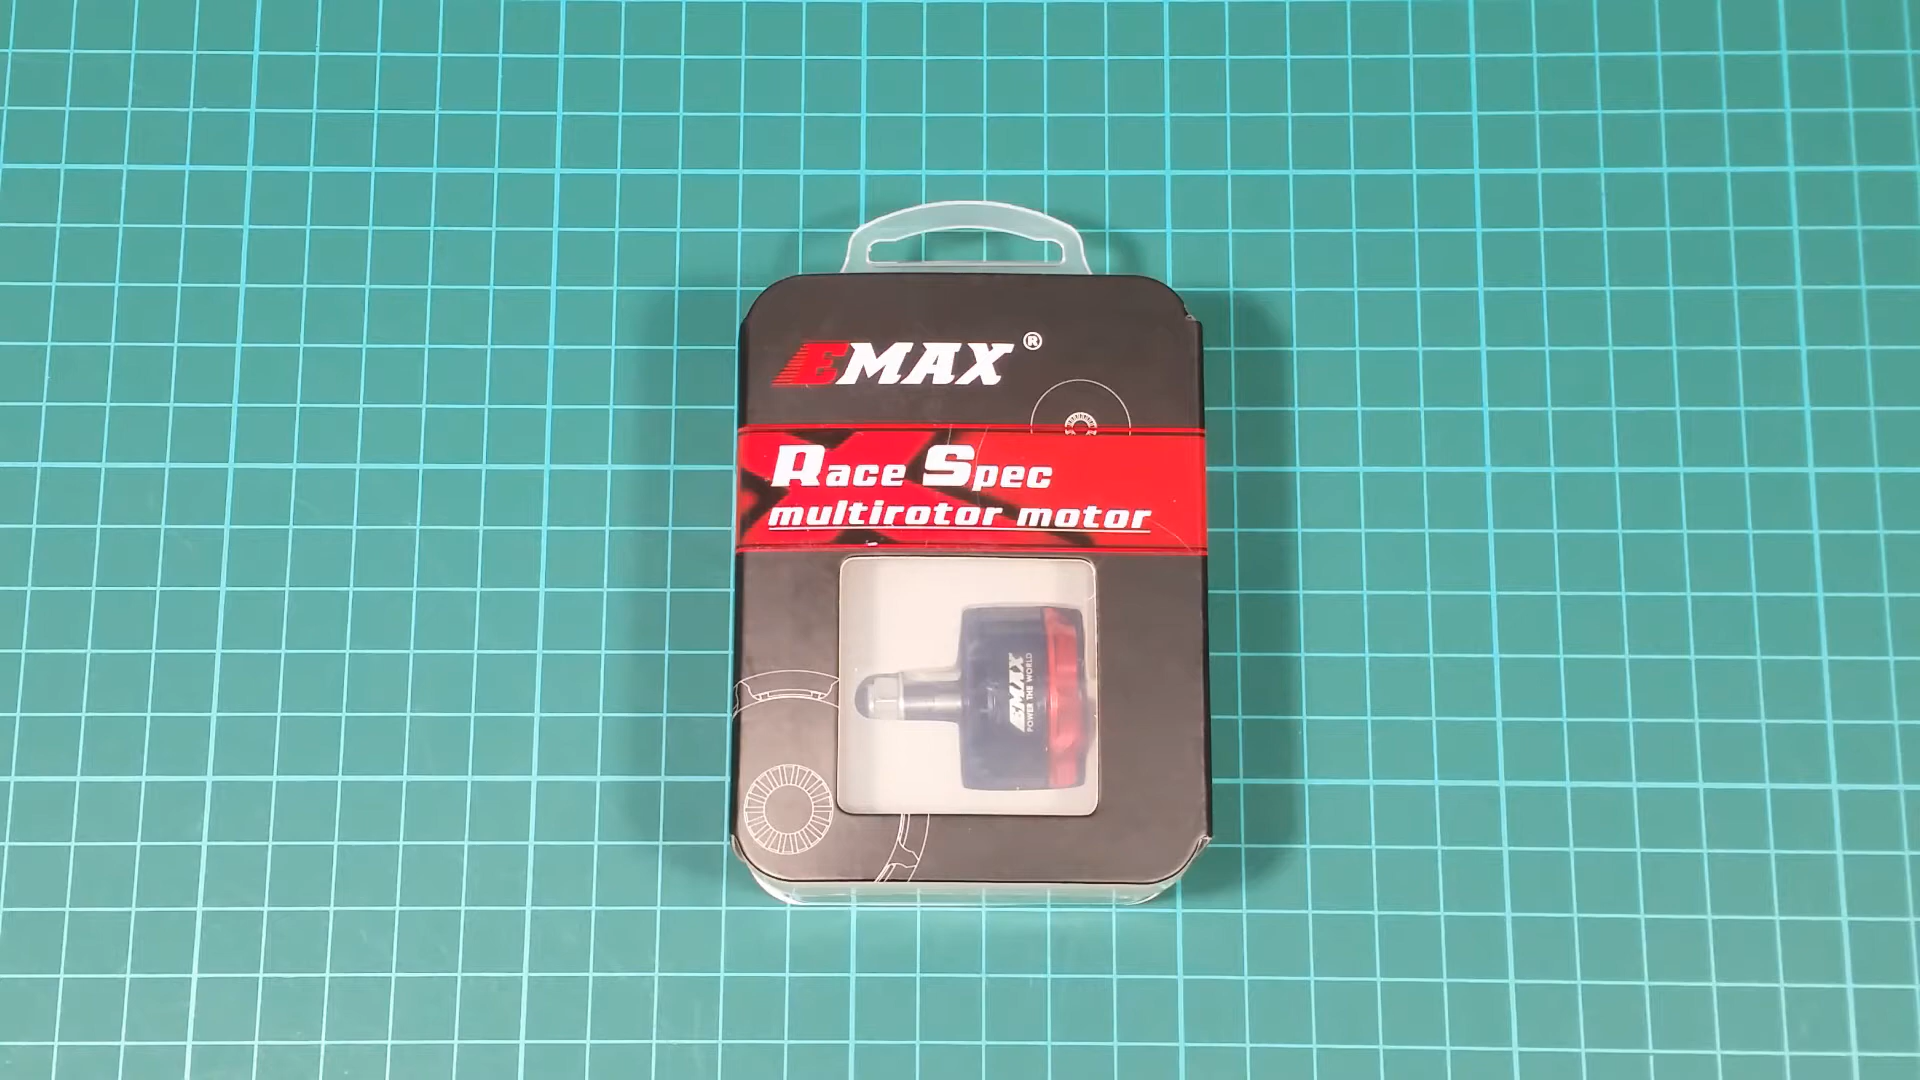 EMAX®
Race Spec
multirotor motor
EMAX
POWER THE WORLD